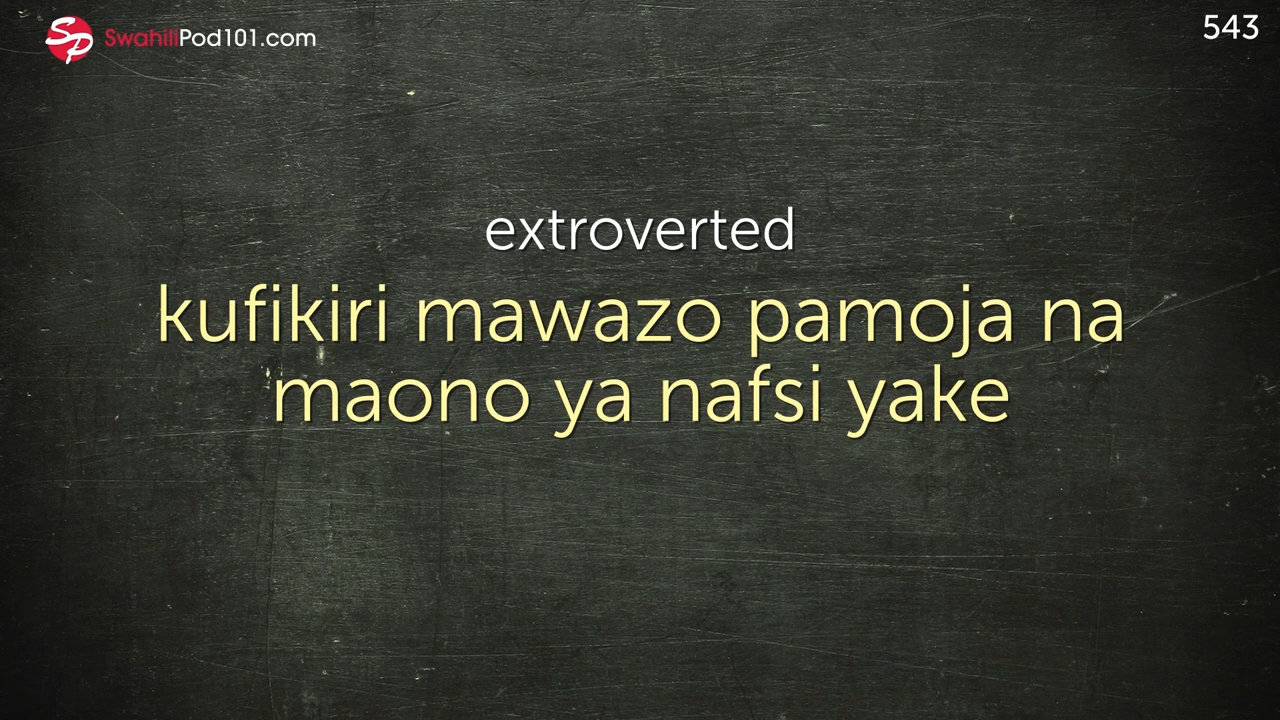 SwahiliPod101.com
543
extroverted
kufikiri mawazo pamoja na
maono ya nafsi yake